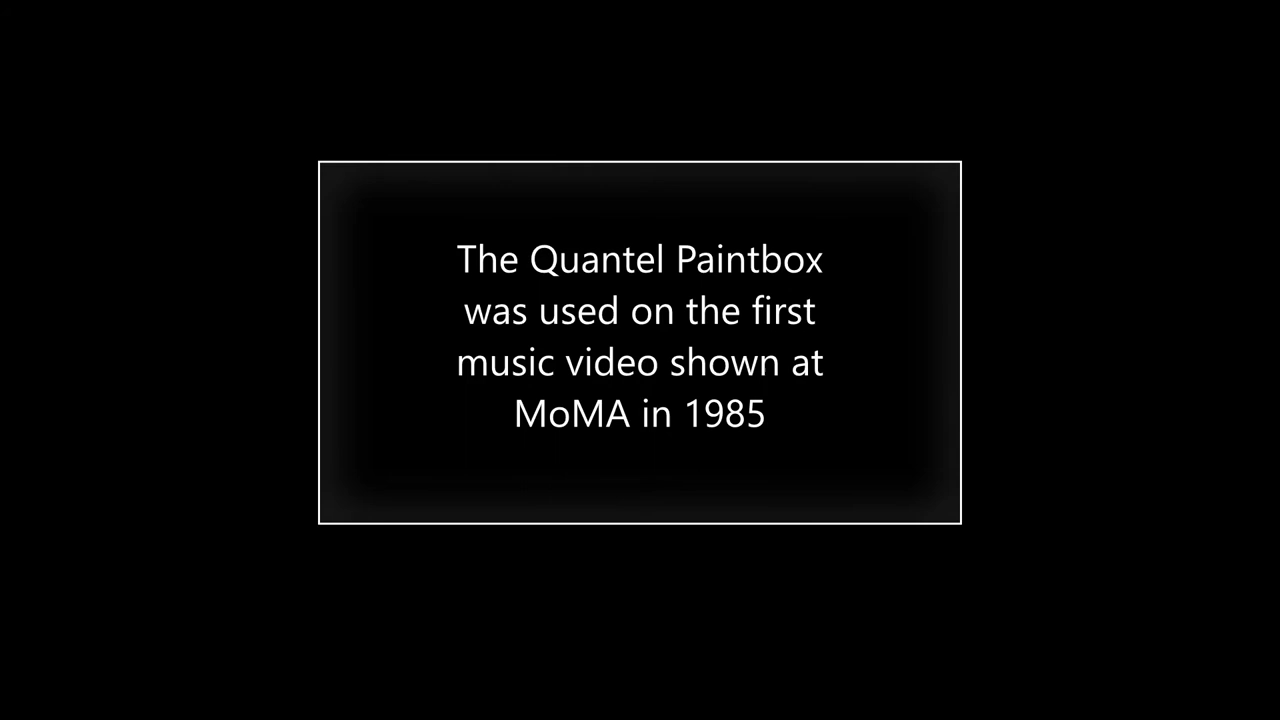 The Quantel Paintbox
was used on the first
music video shown at
MoMA in 1985